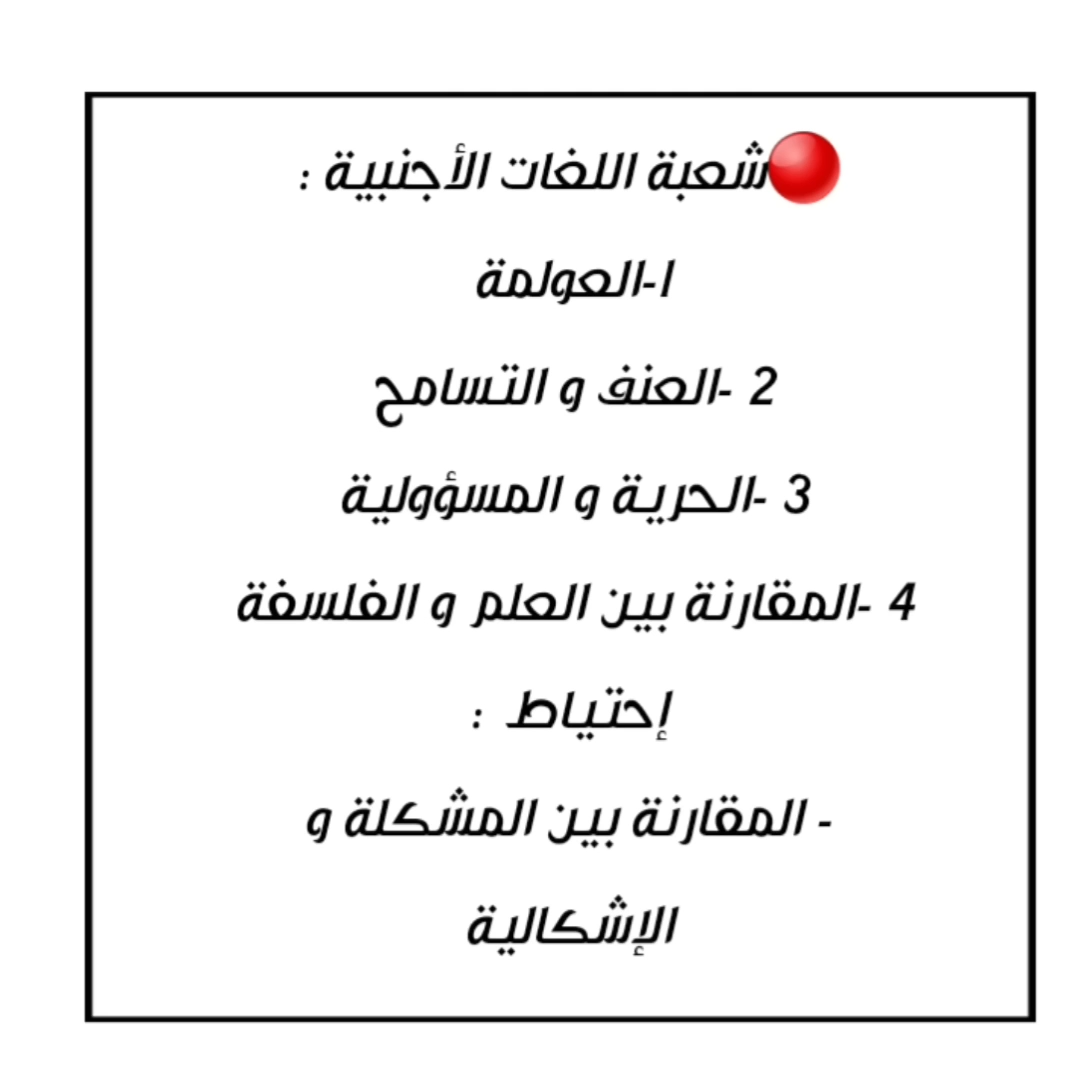 🔴شعبة اللغات الأجنبية :
1-العولمة
2 -العنف و التسامح
3 -الحرية و المسؤولية
4 -المقارنة بين العلم و الفلسفة
إحتياط :
- المقارنة بين المشكلة و
الإشكالية